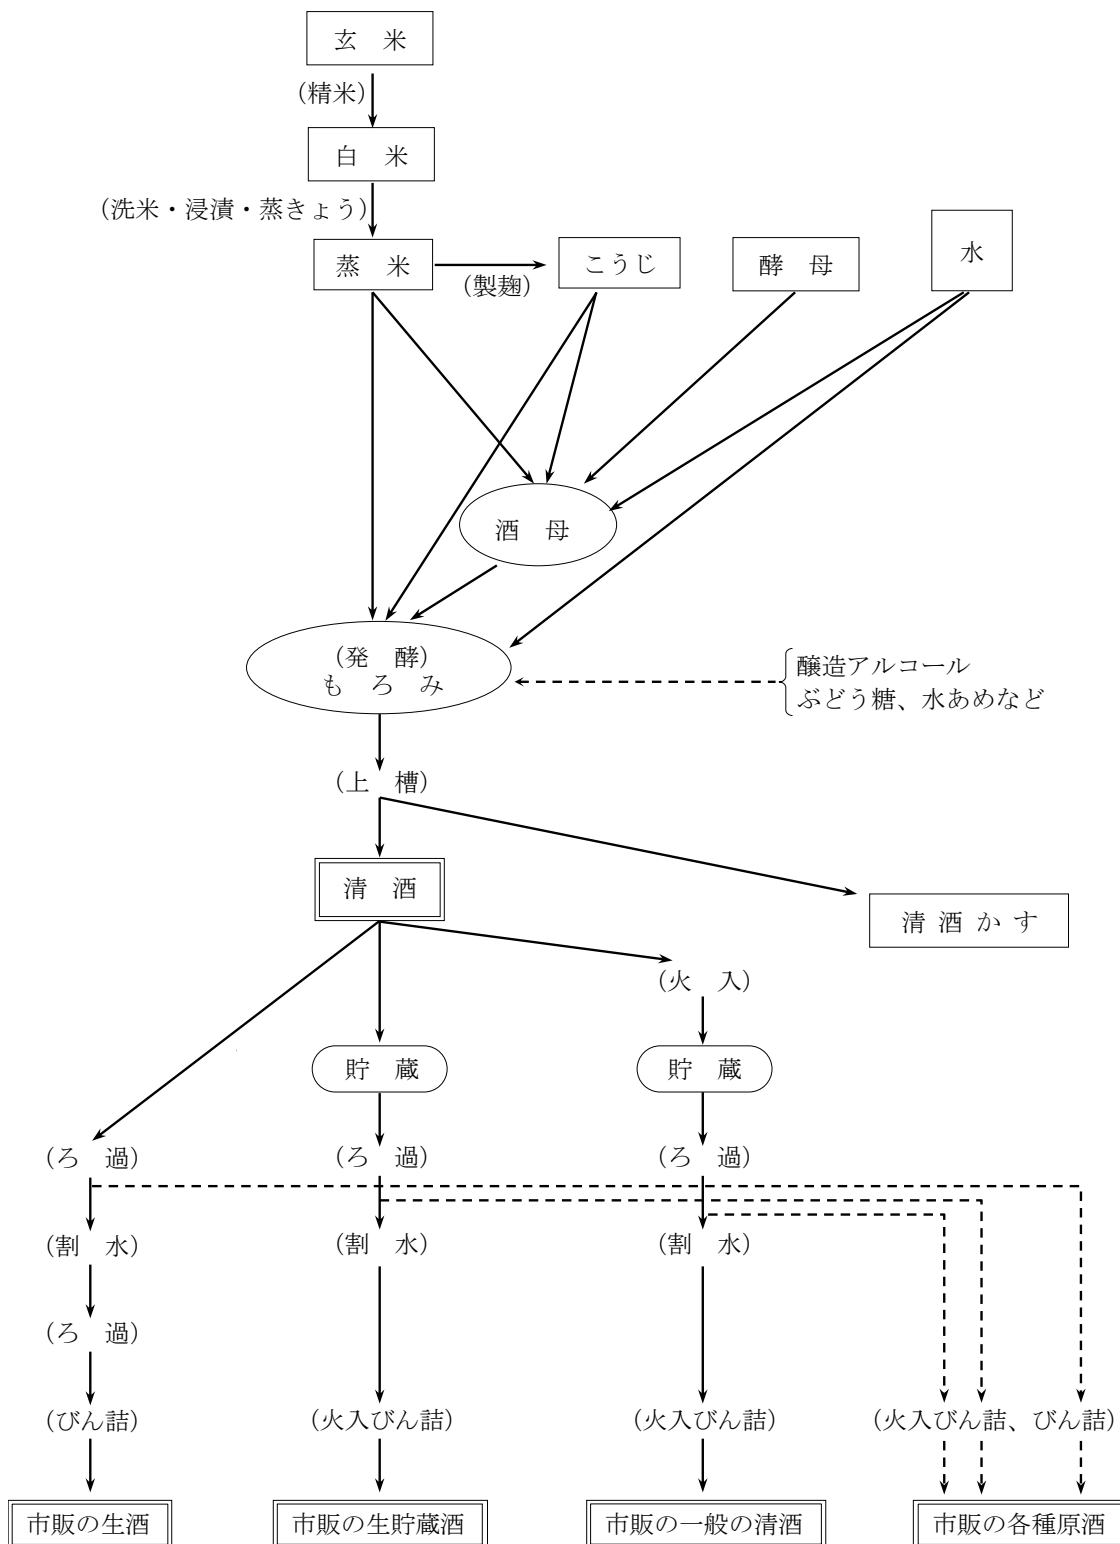 玄　米
(精米)
白　米
(洗米・浸漬・蒸きょう)
蒸　米
(製麹)
こうじ
酵　母
水
酒　母
(発　酵)
も　ろ　み
醸造アルコール
ぶどう糖、水あめなど
(上　槽)
清　酒
清 酒 か す
(火　入)
貯　蔵
貯　蔵
(ろ　過)
(ろ　過)
(ろ　過)
(割　水)
(割　水)
(割　水)
(ろ　過)
(びん詰)
(火入びん詰)
(火入びん詰)
(火入びん詰、びん詰)
市販の生酒
市販の生貯蔵酒
市販の一般の清酒
市販の各種原酒